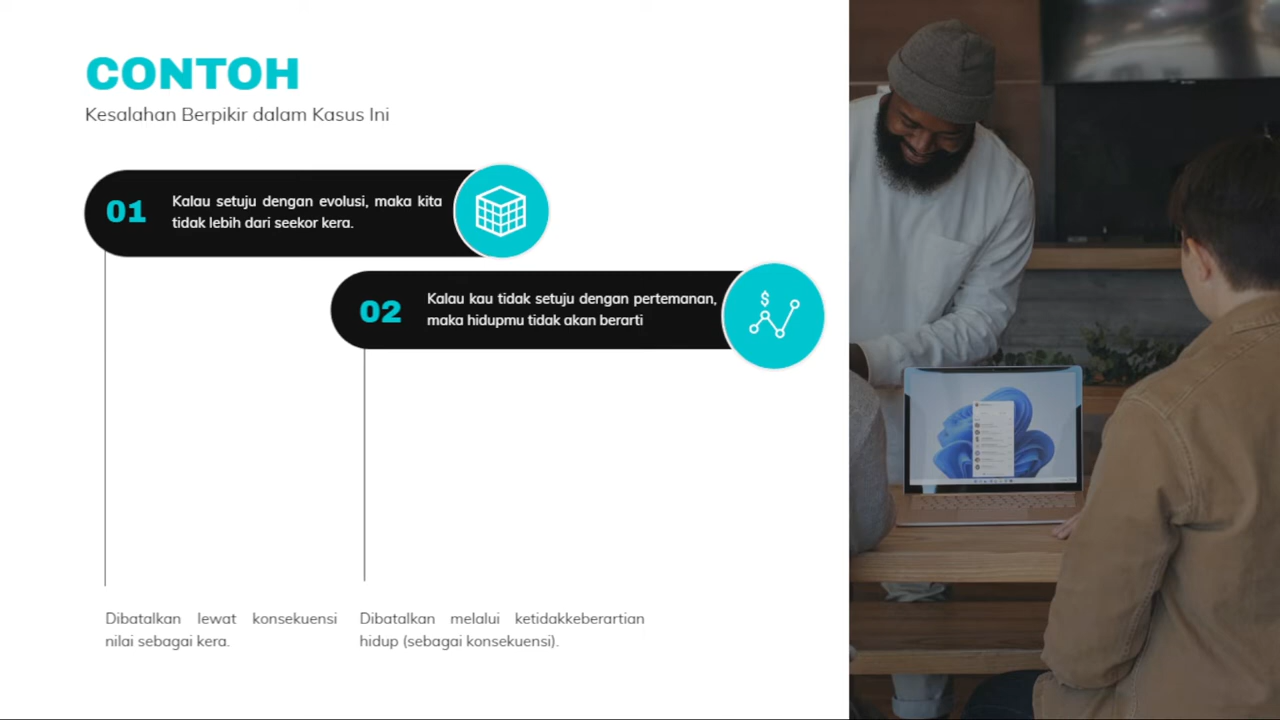 CONTOH
Kesalahan Berpikir dalam Kasus Ini
01
Kalau setuju dengan evolusi, maka kita
tidak lebih dari seekor kera.
02
Kalau kau tidak setuju dengan pertemanan,
maka hidupmu tidak akan berarti
$
Dibatalkan lewat konsekuensi
nilai sebagai kera.
Dibatalkan melalui ketidakkeberartian
hidup (sebagai konsekuensi).